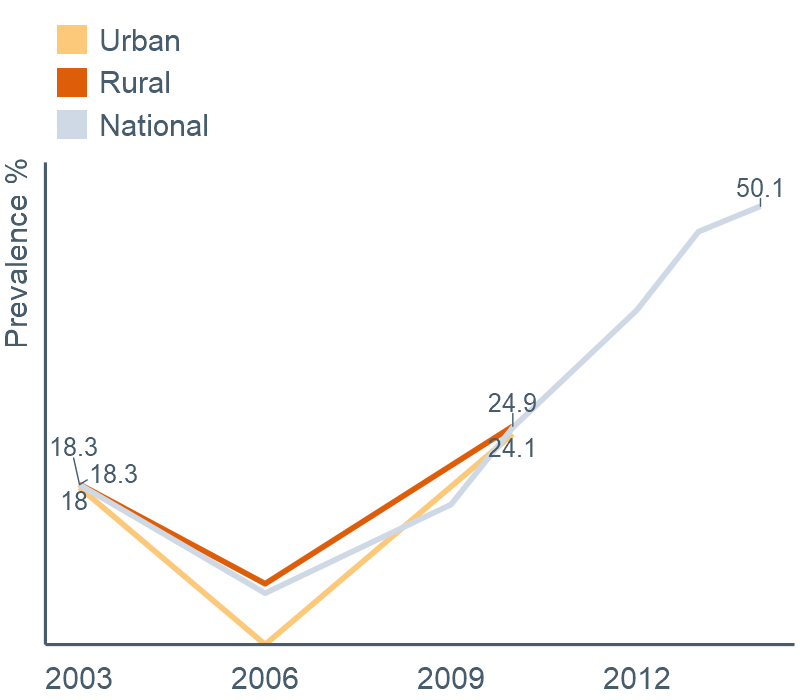 Urban
Rural
National
Prevalence %
50.1
24.9
24.1
18.3
18.3
18
2003 2006 2009 2012